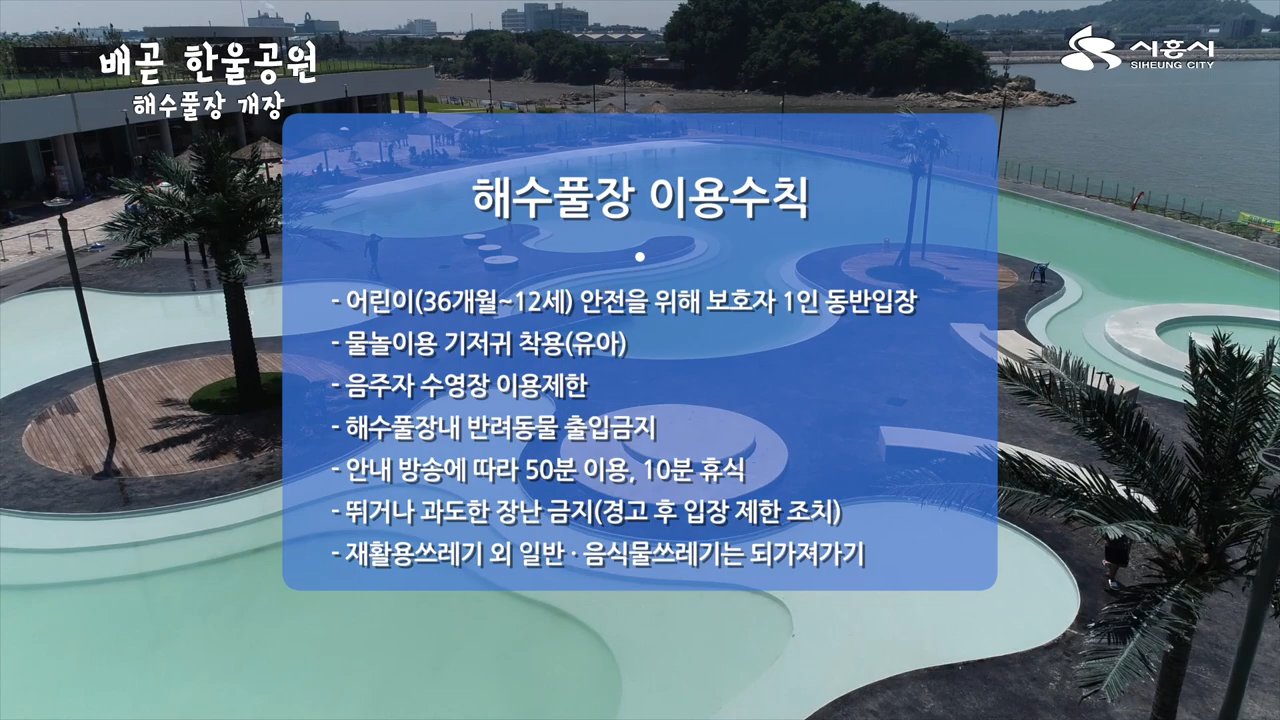 배곧 한울공원
해수풀장 개장
시흥시
SIHEUNG CITY
해수풀장 이용수칙
- 어린이(36개월~12세) 안전을 위해 보호자 1인 동반입장
- 물놀이용 기저귀 착용(유아)
- 음주자 수영장 이용제한
- 해수풀장내 반려동물 출입금지
- 안내 방송에 따라 50분 이용, 10분 휴식
- 뛰거나 과도한 장난 금지(경고 후 입장 제한 조치)
- 재활용쓰레기 외 일반 · 음식물쓰레기는 되가져가기